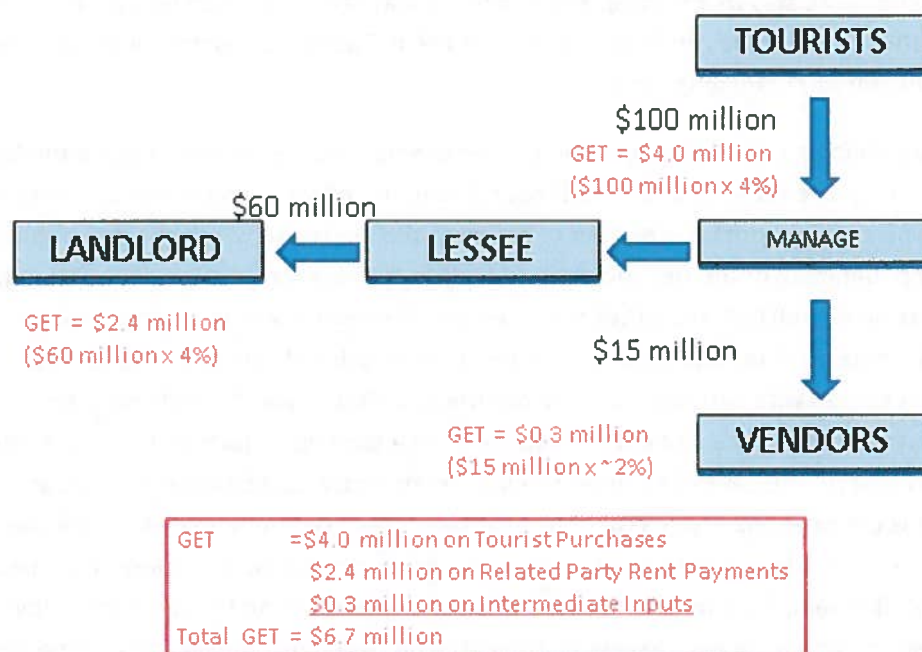 TOURISTS
$100 million
GET = $4.0 million
($100 million x 4%)
$60 million
LANDLORD
LESSEE
MANAGE
GET = $2.4 million
($60 million x 4%)
$15 million
GET = $0.3 million
($15 million x ~2%)
VENDORS
GET =$4.0 million on Tourist Purchases
$2.4 million on Related Party Rent Payments
$0.3 million on Intermediate Inputs
Total GET = $6.7 million